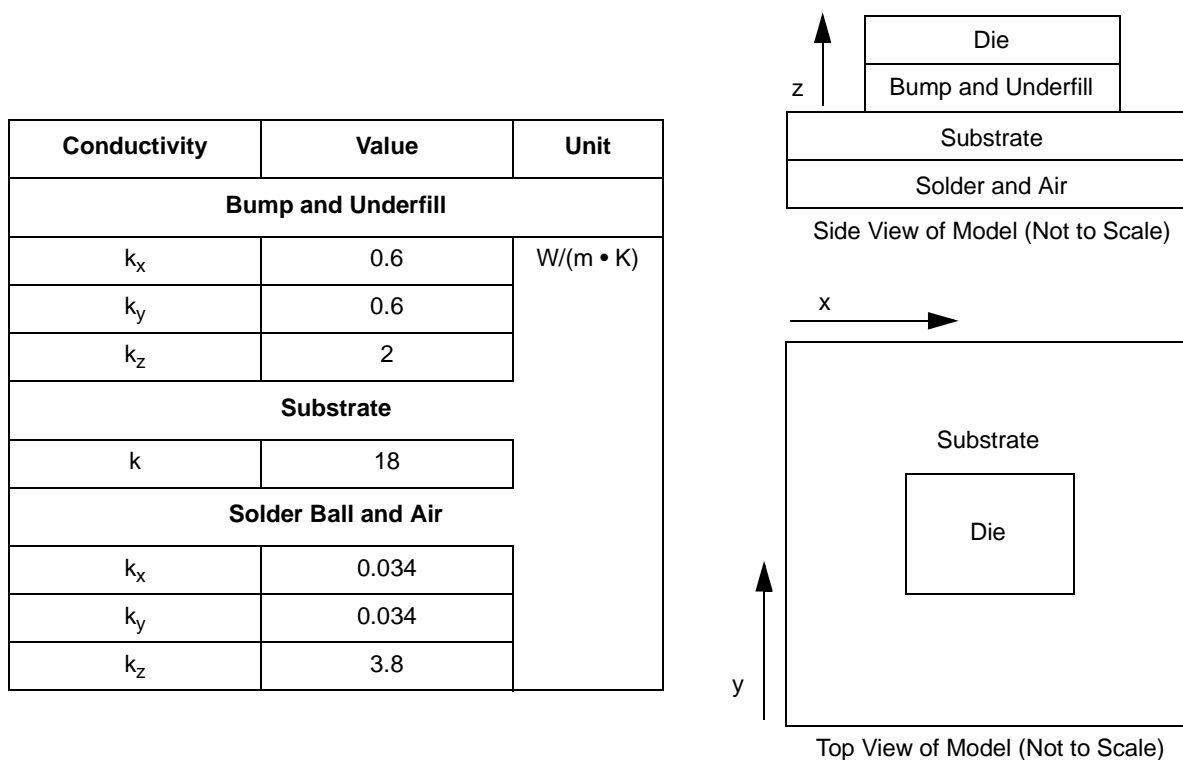 Conductivity Value Unit
Bump and Underfill
kx 0.6 W/(m • K)
ky 0.6
kz 2
Substrate
k 18
Solder Ball and Air
kx 0.034
ky 0.034
kz 3.8
z
Die
Bump and Underfill
Substrate
Solder and Air
Side View of Model (Not to Scale)
x
Substrate
Die
y
Top View of Model (Not to Scale)